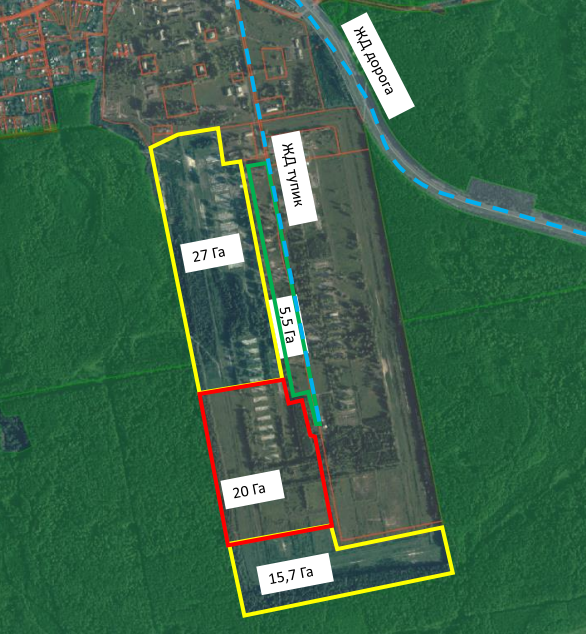 ЖД дорога
ЖД тупик
27 Га
5,5 Га
20 Га
15,7 Га